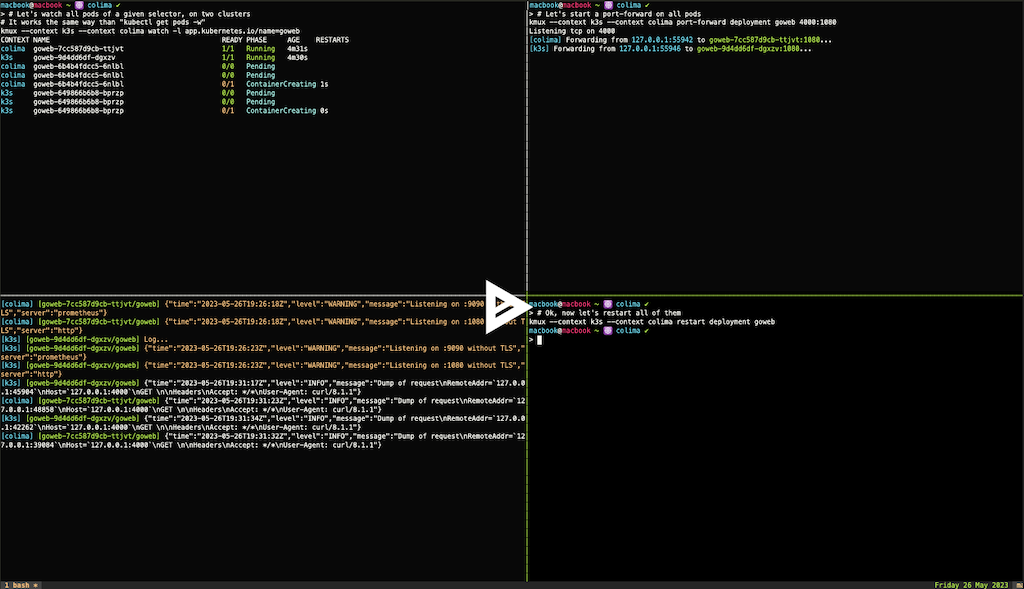 macbook@macbook ~ colima ✔
> # Let's watch all pods of a given selector, on two clusters
# It works the same way than "kubectl get pods -w"
kmux --context k3s --context colima watch -l app.kubernetes.io/name=goweb
CONTEXT NAME READY PHASE AGE RESTARTS
colima goweb-7cc587d9cb-ttjvt 1/1 Running 4m31s
k3s goweb-9d4dd6df-dgxzv 1/1 Running 4m30s
colima goweb-6b4b4fdcc5-6nlbl 0/0 Pending
colima goweb-6b4b4fdcc5-6nlbl 0/0 Pending
colima goweb-6b4b4fdcc5-6nlbl 0/1 ContainerCreating 1s
k3s goweb-649866b6b8-bprzp 0/0 Pending
k3s goweb-649866b6b8-bprzp 0/0 Pending
k3s goweb-649866b6b8-bprzp 0/1 ContainerCreating 0s
macbook@macbook ~ colima ✔
> # Let's start a port-forward on all pods
kmux --context k3s --context colima port-forward deployment goweb 4000:1080
Listening tcp on 4000
[colima] Forwarding from 127.0.0.1:55942 to goweb-7cc587d9cb-ttjvt:1080...
[k3s] Forwarding from 127.0.0.1:55946 to goweb-9d4dd6df-dgxzv:1080...
[colima] [goweb-7cc587d9cb-ttjvt/goweb] {"time":"2023-05-26T19:26:18Z","level":"WARNING","message":"Listening on :9090
LS","server":"prometheus"}
[colima] [goweb-7cc587d9cb-ttjvt/goweb] {"time":"2023-05-26T19:26:18Z","level":"WARNING","message":"Listening on :1080 without T
LS","server":"http"}
[k3s] [goweb-9d4dd6df-dgxzv/goweb] Log...
[k3s] [goweb-9d4dd6df-dgxzv/goweb] {"time":"2023-05-26T19:26:23Z","level":"WARNING","message":"Listening on :9090 without TLS","
server":"prometheus"}
[k3s] [goweb-9d4dd6df-dgxzv/goweb] {"time":"2023-05-26T19:26:23Z","level":"WARNING","message":"Listening on :1080 without TLS","
server":"http"}
[k3s] [goweb-9d4dd6df-dgxzv/goweb] {"time":"2023-05-26T19:31:17Z","level":"INFO","message":"Dump of request\nRemoteAddr=`127.0.0
.1:45904`\nHost=`127.0.0.1:4000`\nGET \n\nHeaders\nAccept: */*\nUser-Agent: curl/8.1.1"}
[colima] [goweb-7cc587d9cb-ttjvt/goweb] {"time":"2023-05-26T19:31:23Z","level":"INFO","message":"Dump of request\nRemoteAddr=`12
7.0.0.1:48858`\nHost=`127.0.0.1:4000`\nGET \n\nHeaders\nAccept: */*\nUser-Agent: curl/8.1.1"}
[k3s] [goweb-9d4dd6df-dgxzv/goweb] {"time":"2023-05-26T19:31:34Z","level":"INFO","message":"Dump of request\nRemoteAddr=`127.0.0
.1:42262`\nHost=`127.0.0.1:4000`\nGET \n\nHeaders\nAccept: */*\nUser-Agent: curl/8.1.1"}
[colima] [goweb-7cc587d9cb-ttjvt/goweb] {"time":"2023-05-26T19:31:32Z","level":"INFO","message":"Dump of request\nRemoteAddr=`12
7.0.0.1:39084`\nHost=`127.0.0.1:4000`\nGET \n\nHeaders\nAccept: */*\nUser-Agent: curl/8.1.1"}
macbook@macbook ~ colima ✔
> # Ok, now let's restart all of them
kmux --context k3s --context colima restart deployment goweb
macbook@macbook ~ colima ✔
>
1 bash *
Friday 26 May 2023